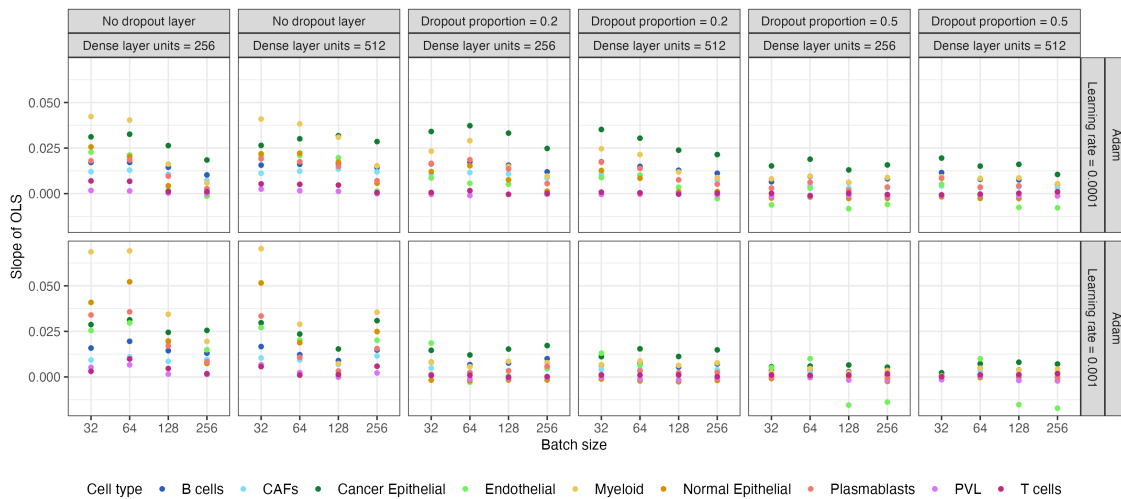 No dropout layer
No dropout layer
Dropout proportion = 0.2
Dropout proportion = 0.2
Dropout proportion = 0.5
Dropout proportion = 0.5
Dense layer units = 256
Dense layer units = 512
Dense layer units = 256
Dense layer units = 512
Dense layer units = 256
Dense layer units = 512
Slope of OLS
0.050
0.025
0.000
Learning rate = 0.0001
Adam
0.050
0.025
0.000
Learning rate = 0.001
Adam
32 64 128 256
32 64 128 256
32 64 128 256
32 64 128 256
32 64 128 256
32 64 128 256
Batch size
Cell type B cells CAFs Cancer Epithelial Endothelial Myeloid Normal Epithelial Plasmablasts PVL T cells